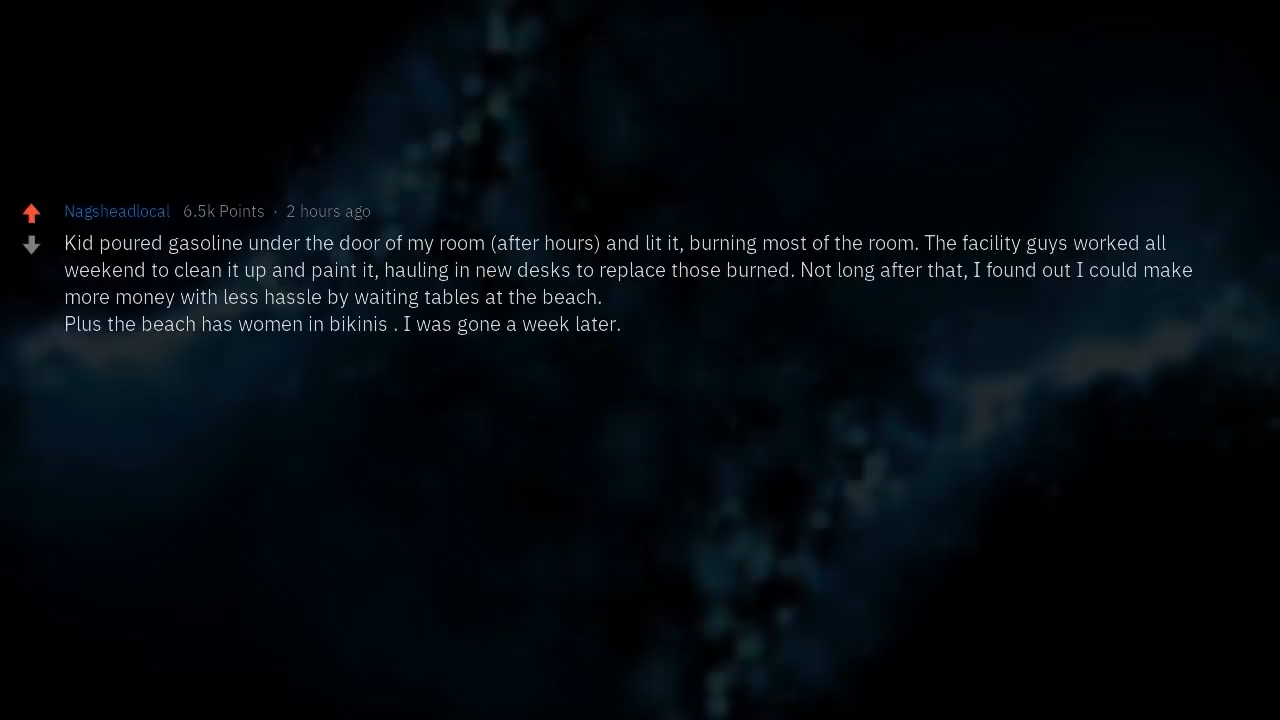 Nagsheadlocal 6.5k Points · 2 hours ago
Kid poured gasoline under the door of my room (after hours) and lit it, burning most of the room. The facility guys worked all
weekend to clean it up and paint it, hauling in new desks to replace those burned. Not long after that, I found out I could make
more money with less hassle by waiting tables at the beach.
Plus the beach has women in bikinis . I was gone a week later.